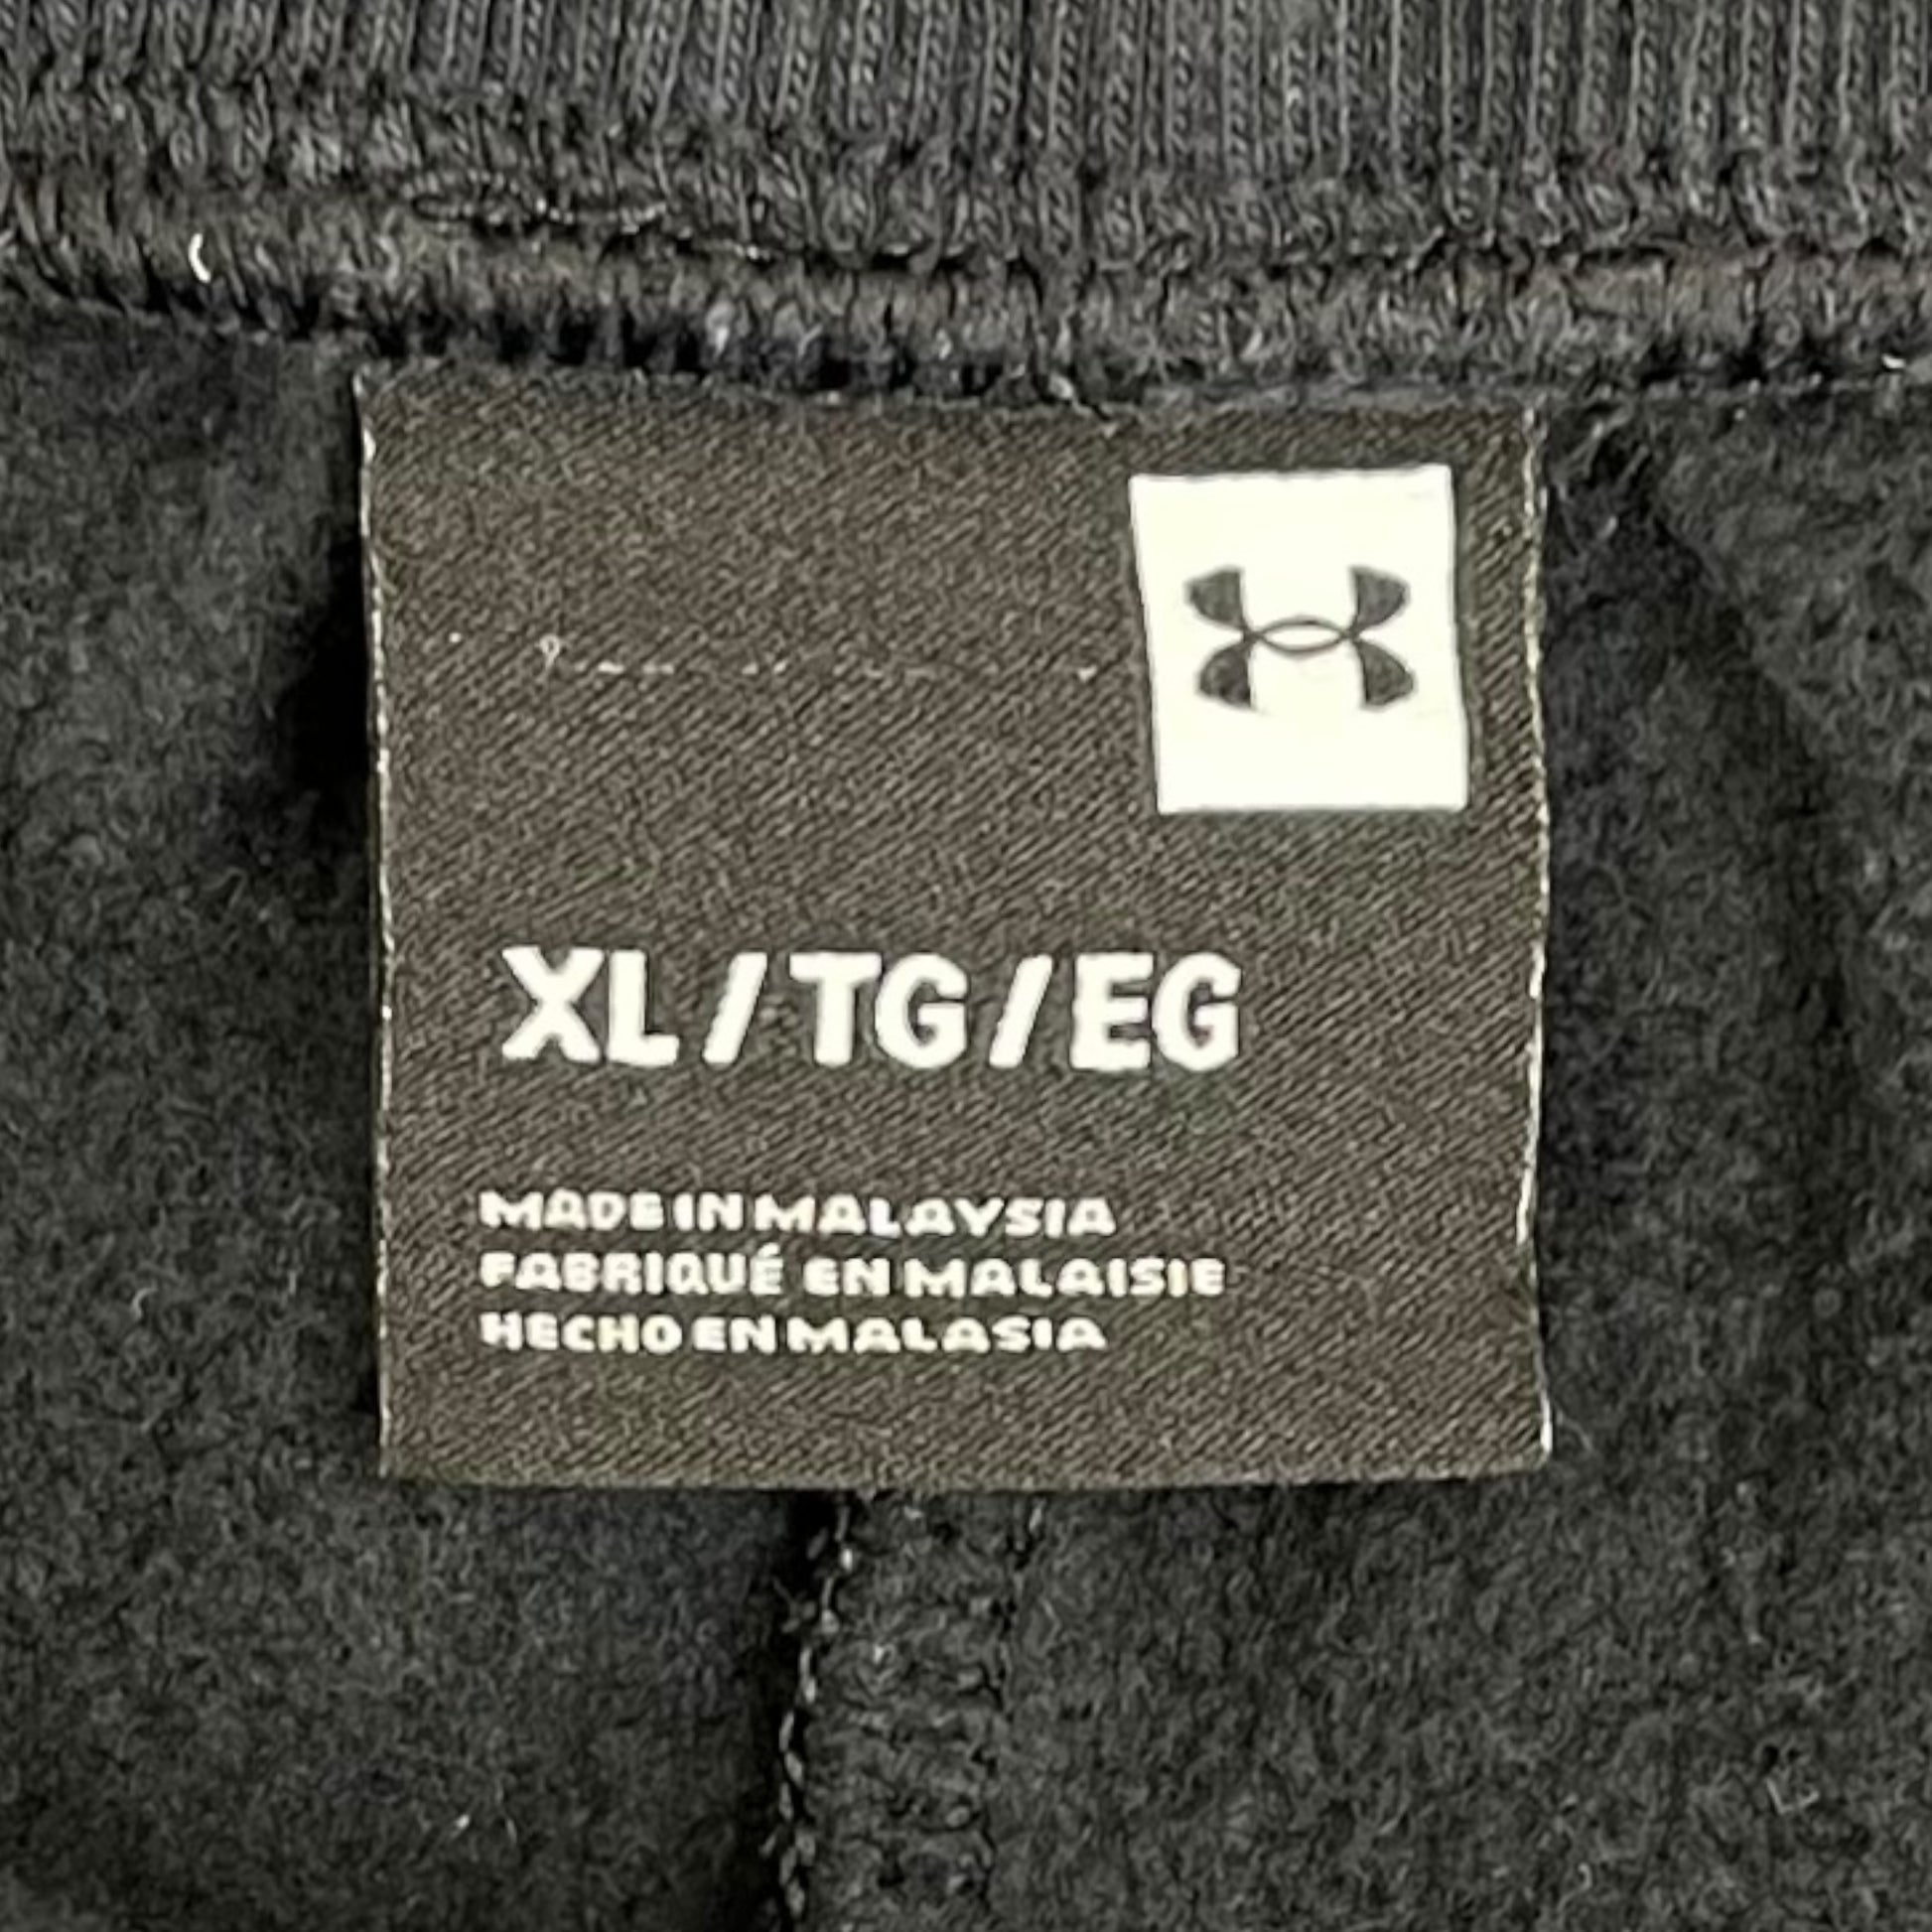 XL / TG / EG
MADE IN MALAYSIA
FABRIQUÉ EN MALAISIE
HECHO EN MALASIA